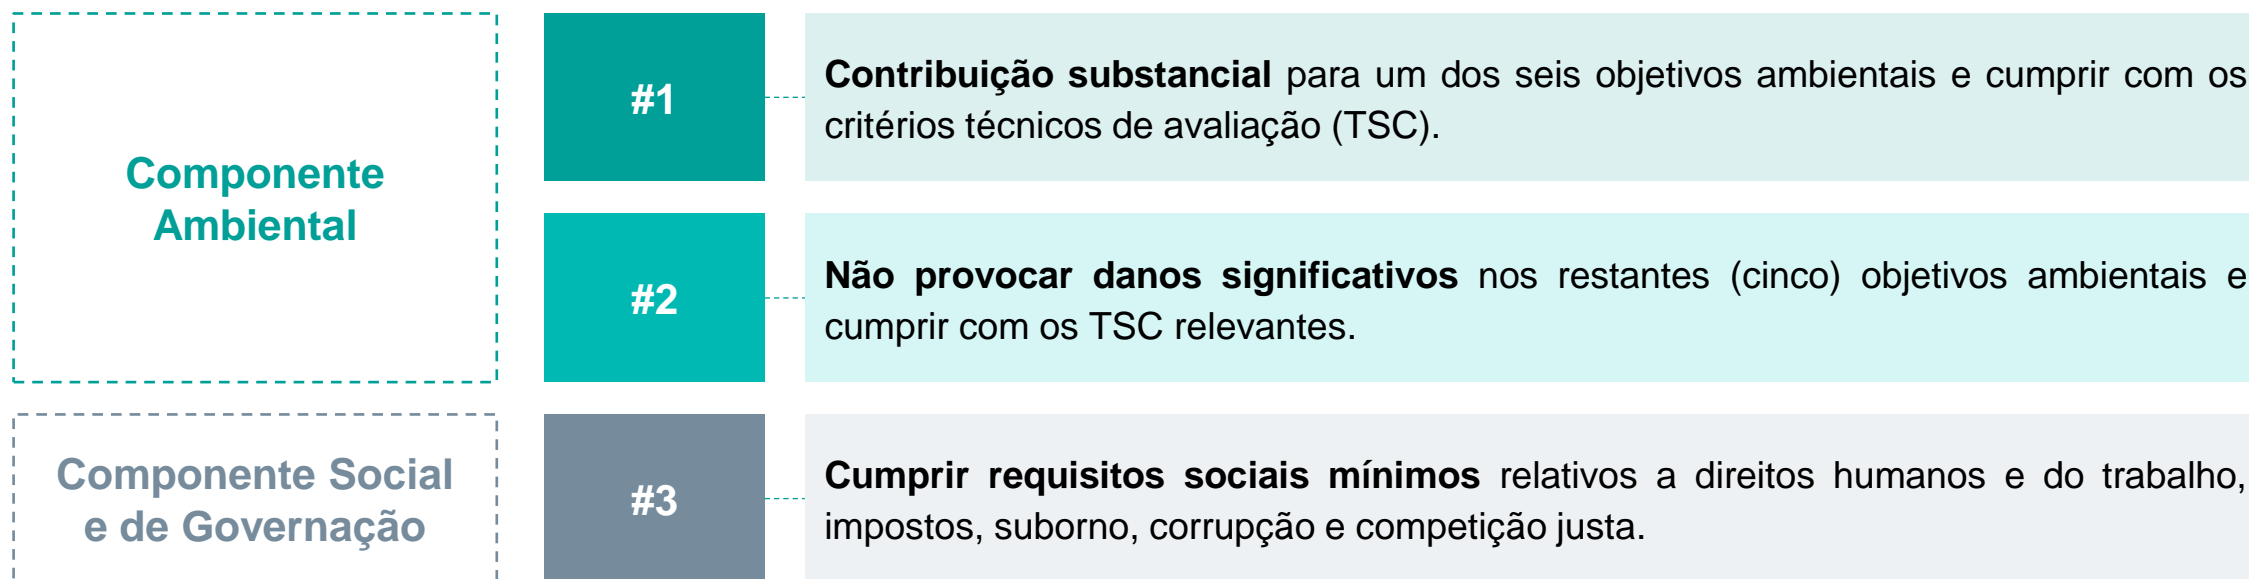 Componente
Ambiental
#1
Contribuição substancial para um dos seis objetivos ambientais e cumprir com os
critérios técnicos de avaliação (TSC).
#2
Não provocar danos significativos nos restantes (cinco) objetivos ambientais e
cumprir com os TSC relevantes.
Componente Social
e de Governação
#3
Cumprir requisitos sociais mínimos relativos a direitos humanos e do trabalho,
impostos, suborno, corrupção e competição justa.